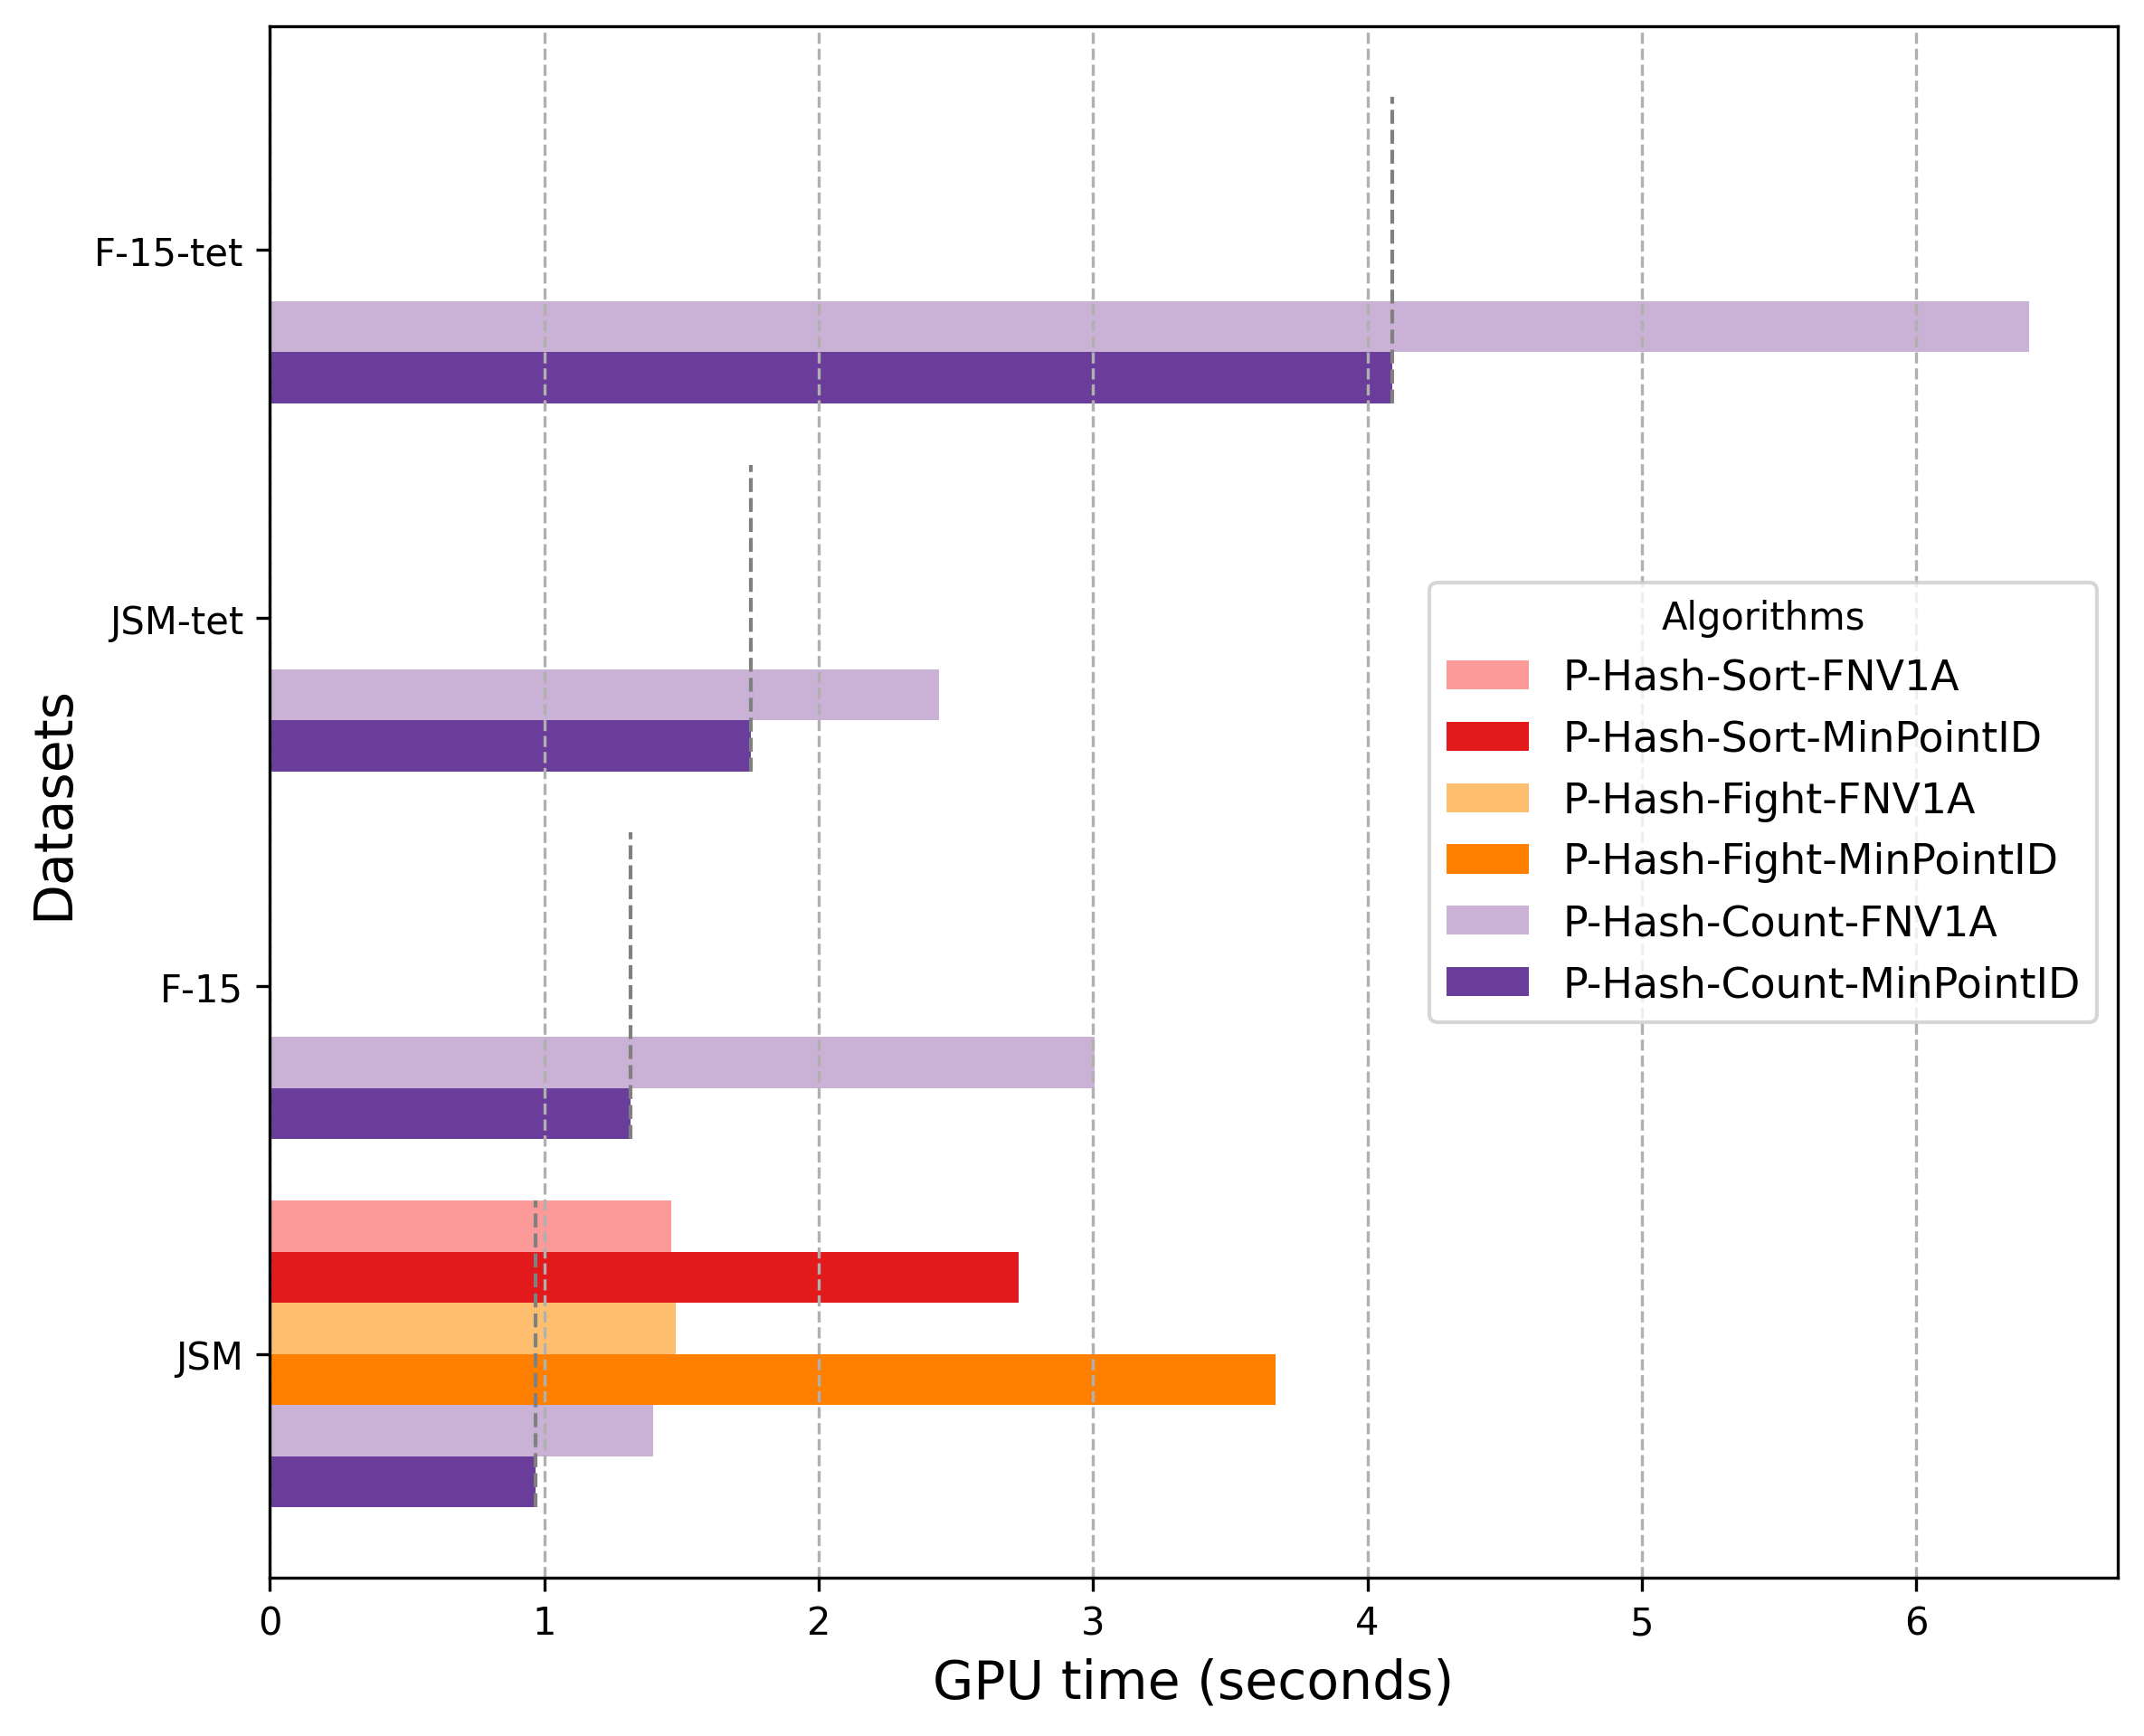 F-15-tet
JSM-tet
F-15
JSM
Datasets
Algorithms
P-Hash-Sort-FNV1A
P-Hash-Sort-MinPointID
P-Hash-Fight-FNV1A
P-Hash-Fight-MinPointID
P-Hash-Count-FNV1A
P-Hash-Count-MinPointID
0 1 2 3 4 5 6
GPU time (seconds)